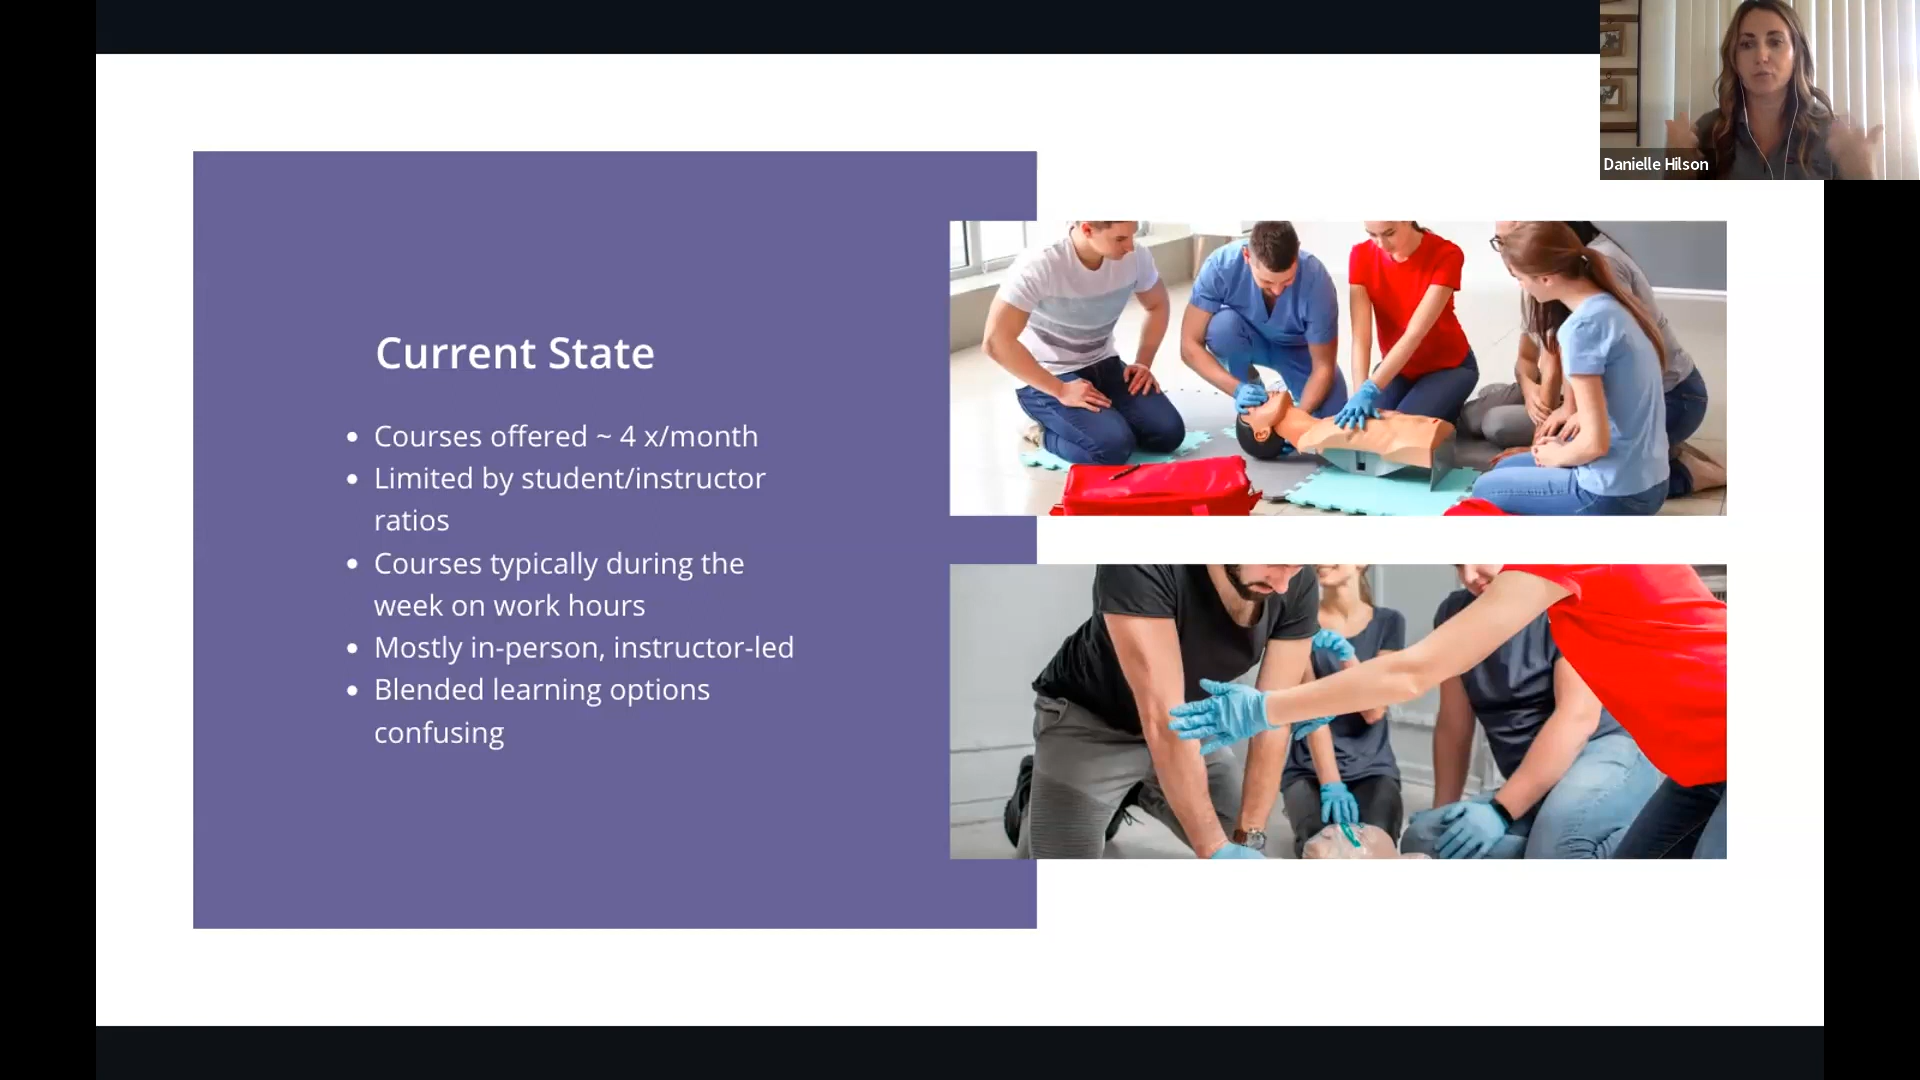 Danielle Hilson
Current State
• Courses offered ~ 4 x/month
• Limited by student/instructor
ratios
• Courses typically during the
week on work hours
• Mostly in-person, instructor-led
• Blended learning options
confusing